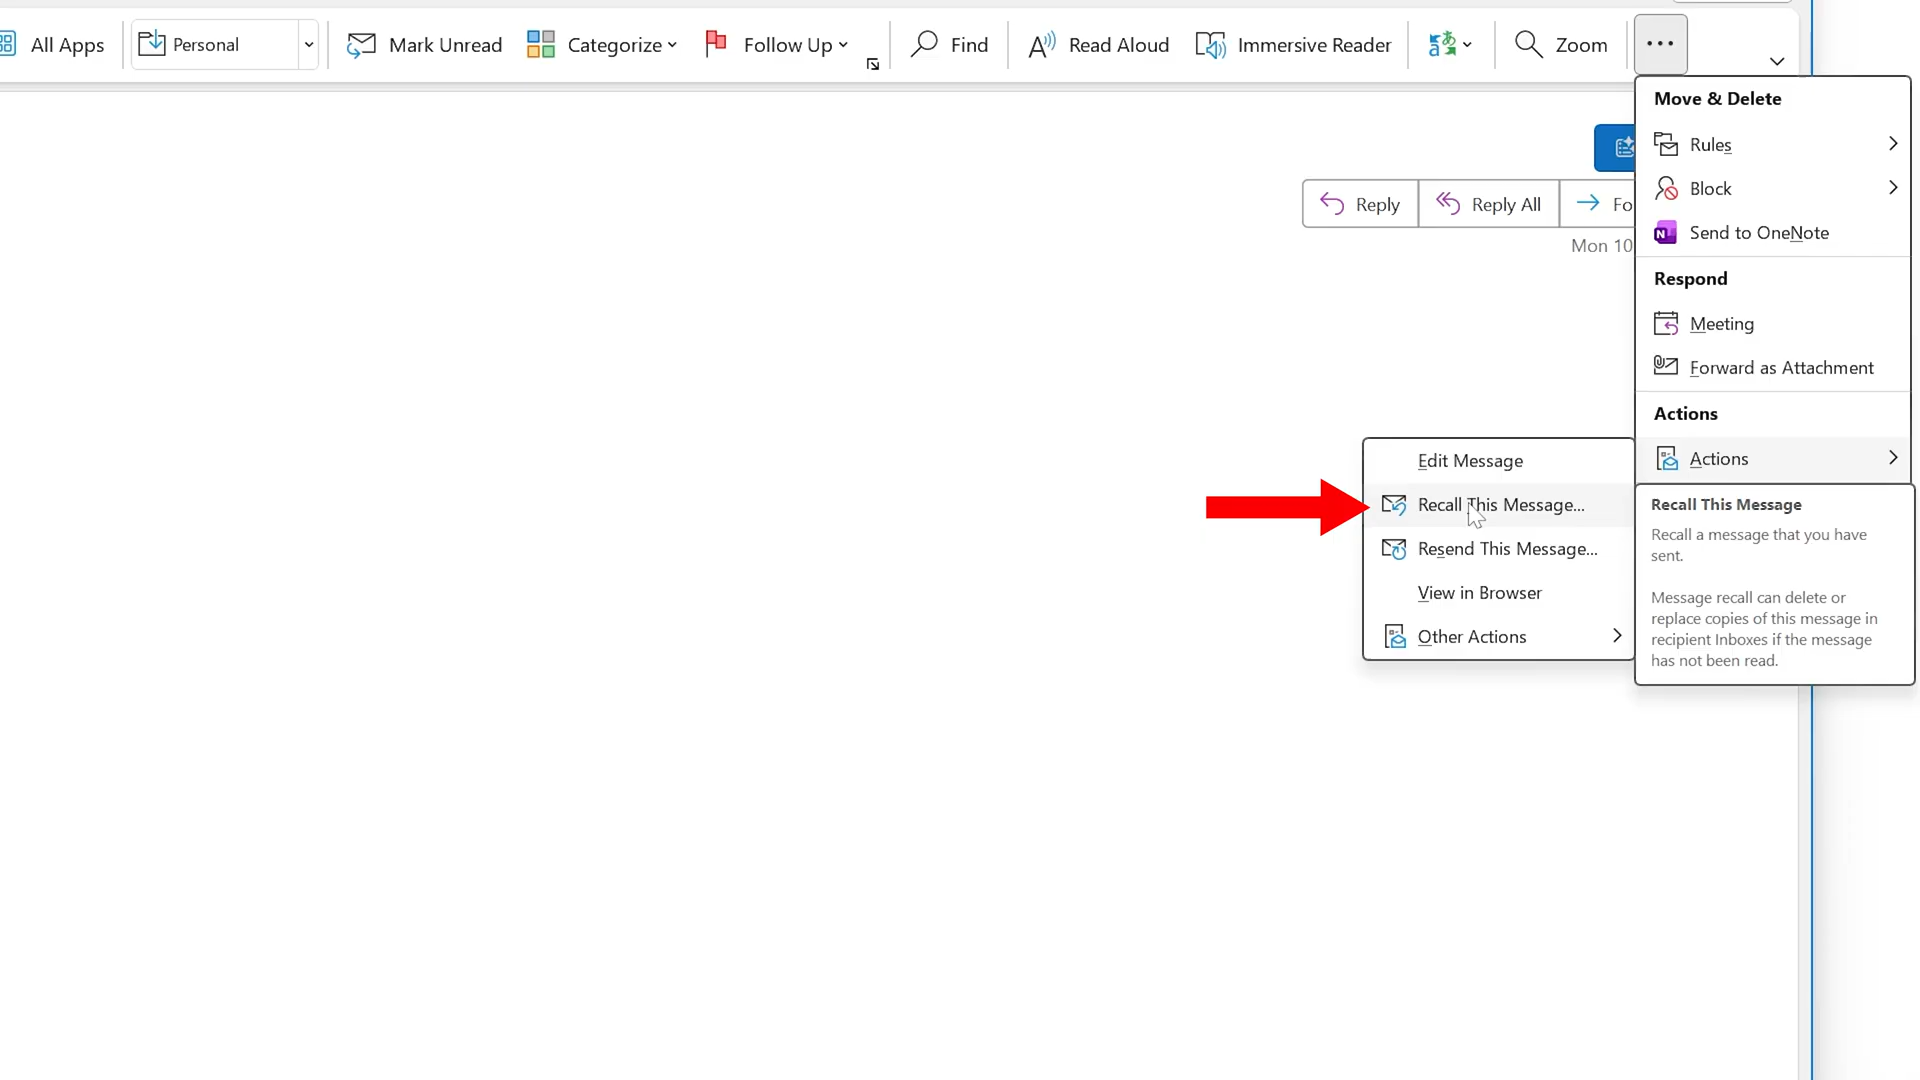 All Apps
Personal
Mark Unread
Categorize
Follow Up
Find
Read Aloud
Immersive Reader
Zoom
Move & Delete
Rules
Block
Send to OneNote
Reply
Reply All
Fo
Mon 10
Respond
Meeting
Forward as Attachment
Actions
Actions
Edit Message
Recall This Message...
Resend This Message...
View in Browser
Other Actions
Recall This Message
Recall a message that you have
sent.
Message recall can delete or
replace copies of this message in
recipient Inboxes if the message
has not been read.